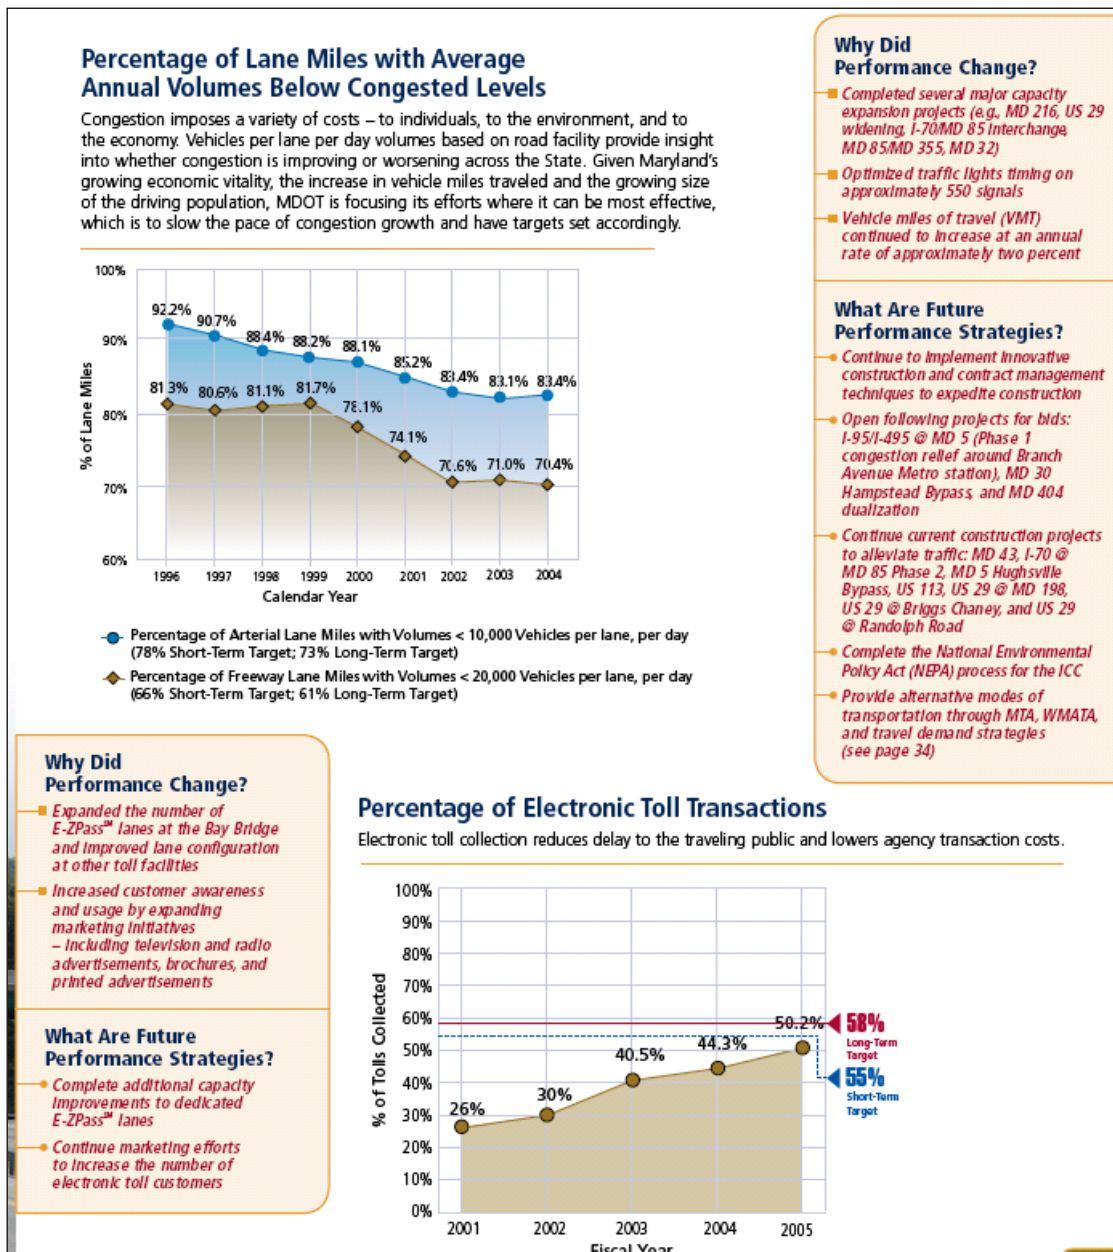 Percentage of Lane Miles with Average
Annual Volumes Below Congested Levels
Congestion imposes a variety of costs – to individuals, to the environment, and to
the economy. Vehicles per lane per day volumes based on road facility provide insight
into whether congestion is improving or worsening across the State. Given Maryland's
growing economic vitality, the increase in vehicle miles traveled and the growing size
of the driving population, MDOT is focusing its efforts where it can be most effective,
which is to slow the pace of congestion growth and have targets set accordingly.
100%
90%
80%
70%
60%
% of Lane Miles
92.2%
90.7%
88.4%
88.2%
88.1%
85.2%
83.4%
83.1%
83.4%
81.3%
80.6%
81.1%
81.7%
78.1%
74.1%
70.6%
71.0%
70.4%
1996
1997
1998
1999
2000
2001
2002
2003
2004
Calendar Year
Percentage of Arterial Lane Miles with Volumes < 10,000 Vehicles per lane, per day
(78% Short-Term Target; 73% Long-Term Target)
Percentage of Freeway Lane Miles with Volumes < 20,000 Vehicles per lane, per day
(66% Short-Term Target; 61% Long-Term Target)
Why Did
Performance Change?
Completed several major capacity
expansion projects (e.g., MD 216, US 29
widening, I-70/MD 85 Interchange,
MD 85/MD 355, MD 32)
Optimized traffic lights timing on
approximately 550 signals
Vehicle miles of travel (VMT)
continued to increase at an annual
rate of approximately two percent
What Are Future
Performance Strategies?
Continue to implement innovative
construction and contract management
techniques to expedite construction
Open following projects for bids:
I-95/I-495 @ MD 5 (Phase 1
congestion relief around Branch
Avenue Metro station), MD 30
Hampstead Bypass, and MD 404
dualization
Continue current construction projects
to alleviate traffic: MD 43, I-70 @
MD 85 Phase 2, MD 5 Hughsville
Bypass, US 113, US 29 @ MD 198,
US 29 @ Briggs Chaney, and US 29
@ Randolph Road
Complete the National Environmental
Policy Act (NEPA) process for the ICC
Provide alternative modes of
transportation through MTA, WMATA,
and travel demand strategies
(see page 34)
Why Did
Performance Change?
Expanded the number of
E-ZPass℠ lanes at the Bay Bridge
and improved lane configuration
at other toll facilities
Increased customer awareness
and usage by expanding
marketing initiatives
– including television and radio
advertisements, brochures, and
printed advertisements
What Are Future
Performance Strategies?
Complete additional capacity
improvements to dedicated
E-ZPass℠ lanes
Continue marketing efforts
to increase the number of
electronic toll customers
Percentage of Electronic Toll Transactions
Electronic toll collection reduces delay to the traveling public and lowers agency transaction costs.
100%
90%
80%
70%
60%
50%
40%
30%
20%
10%
0%
% of Tolls Collected
26%
30%
40.5%
44.3%
50.2%
58%
Long-Term
Target
55%
Short-Term
Target
2001
2002
2003
2004
2005
Fiscal Year